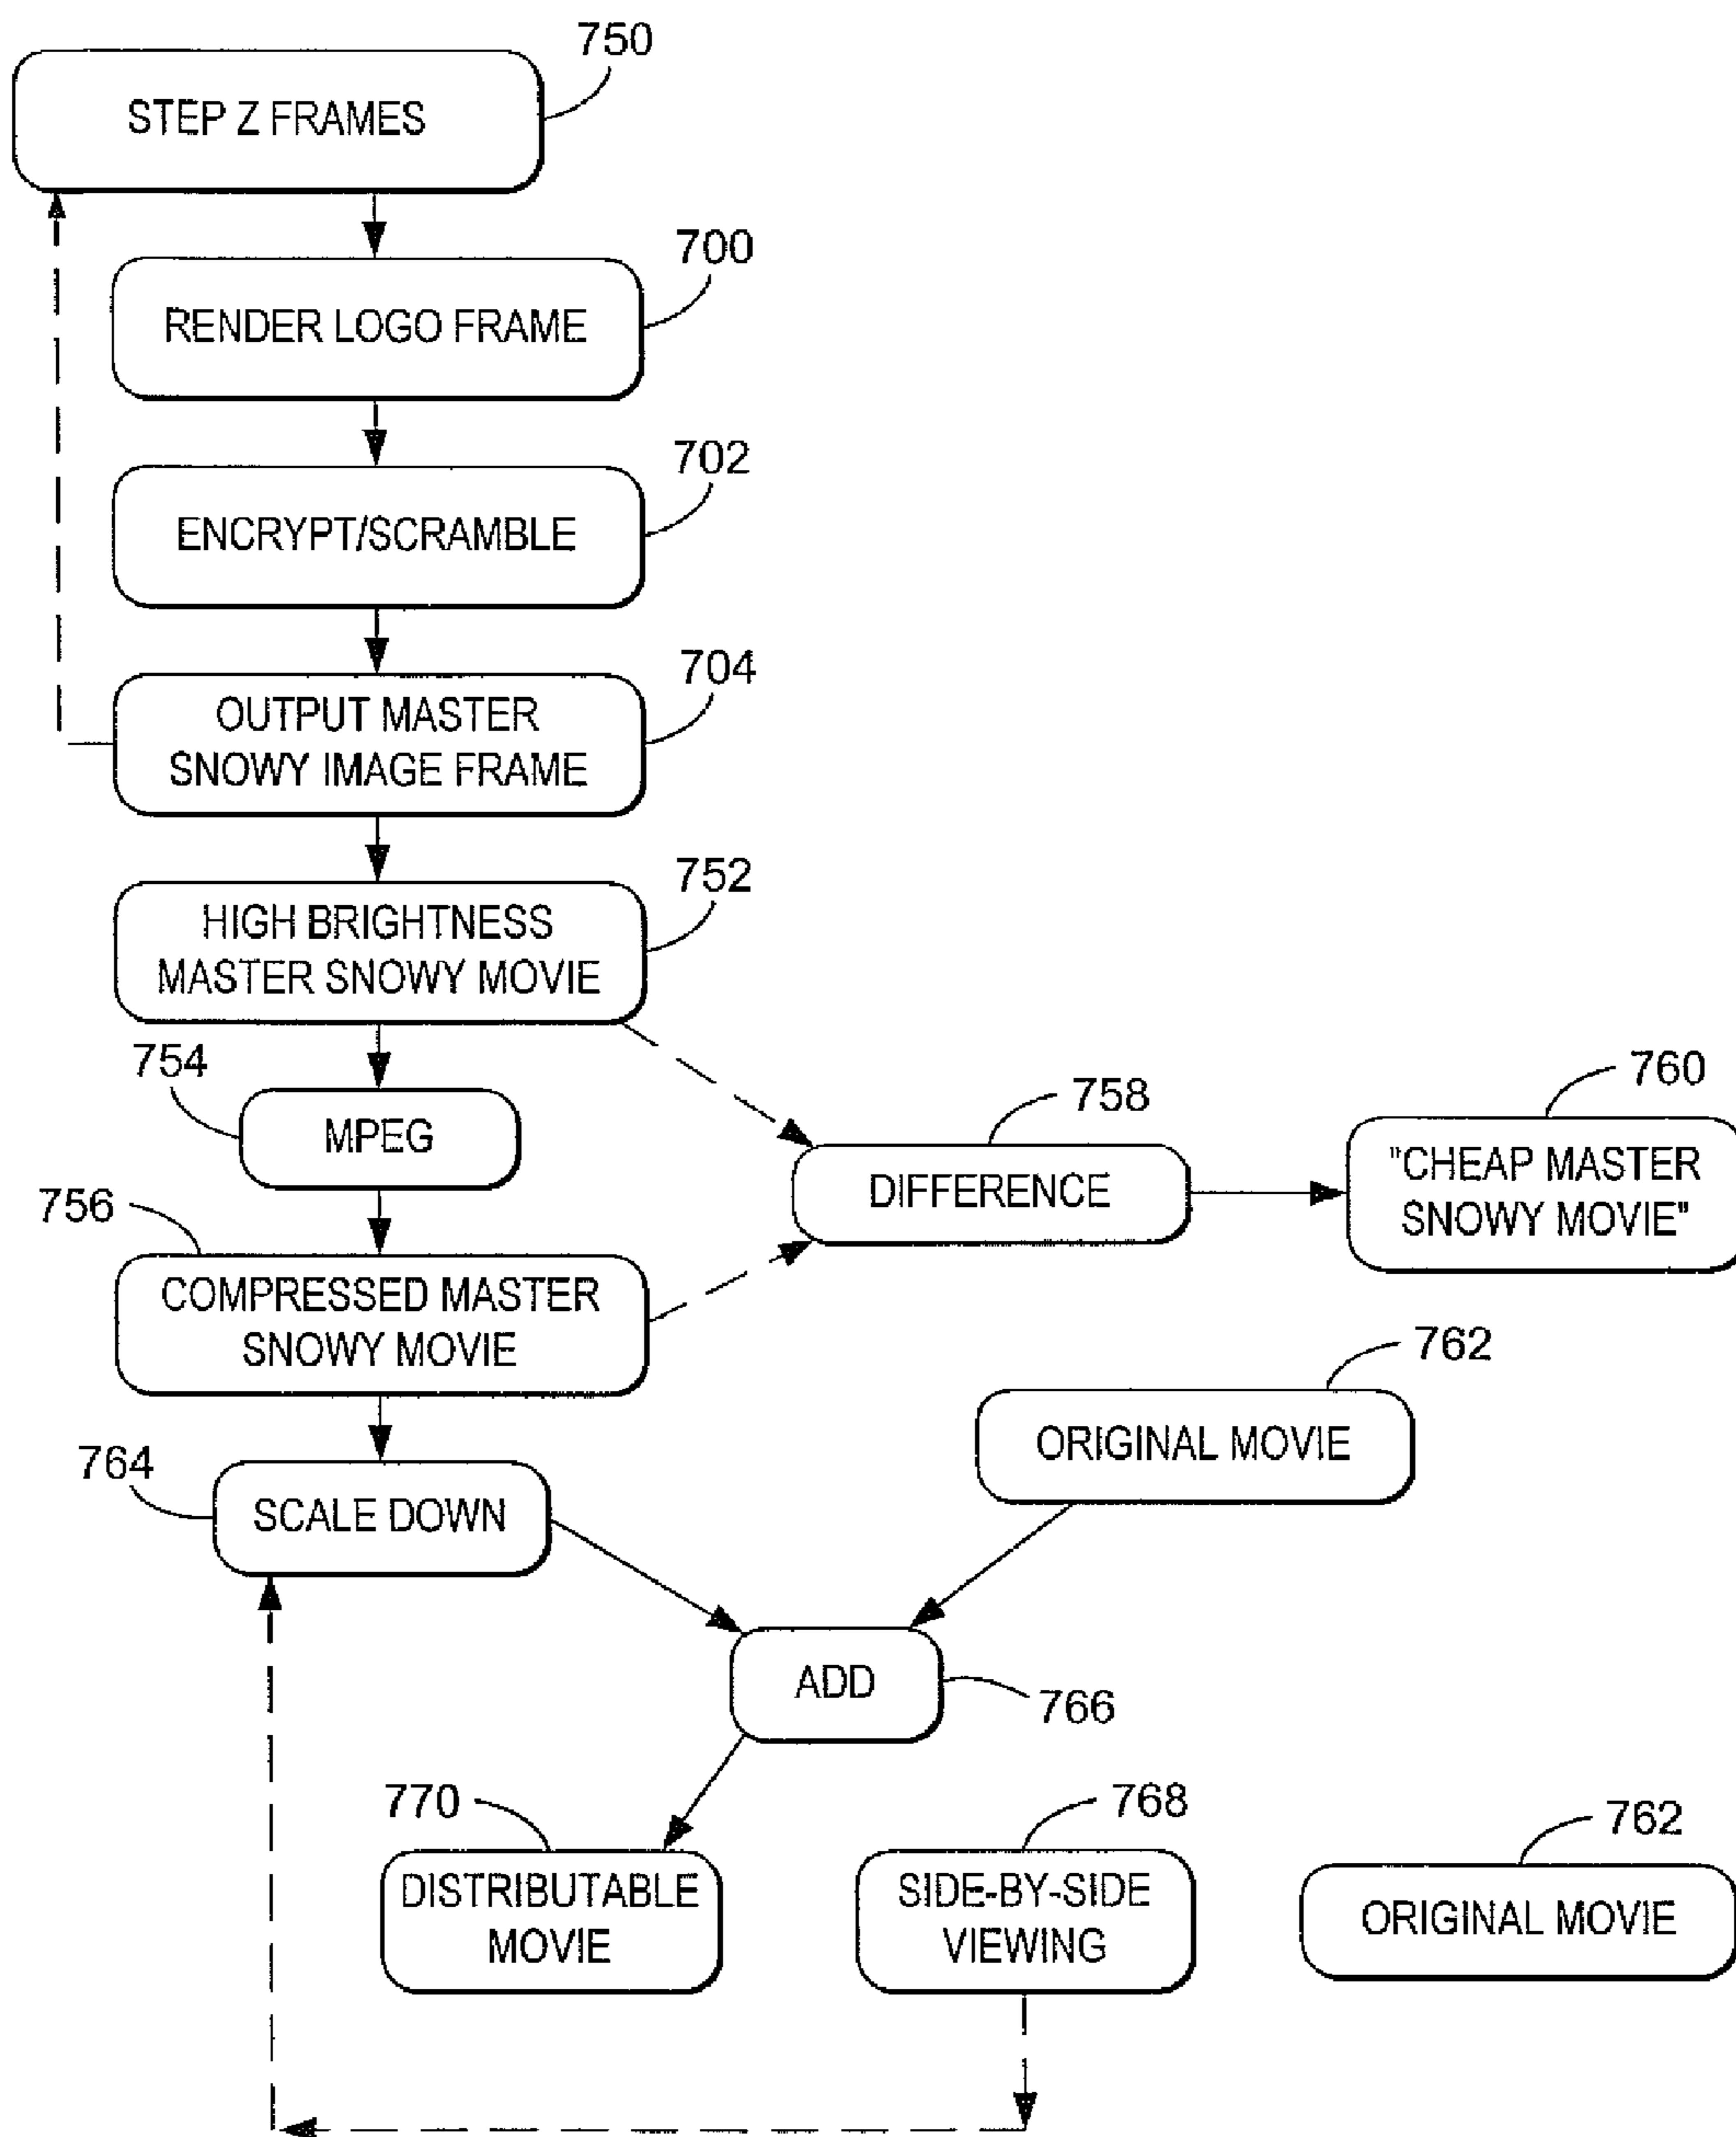 750
STEP Z FRAMES
700
RENDER LOGO FRAME
702
ENCRYPT/SCRAMBLE
704
OUTPUT MASTER
SNOWY IMAGE FRAME
752
HIGH BRIGHTNESS
MASTER SNOWY MOVIE
754
MPEG
758
DIFFERENCE
760
"CHEAP MASTER
SNOWY MOVIE"
756
COMPRESSED MASTER
SNOWY MOVIE
762
ORIGINAL MOVIE
764
SCALE DOWN
ADD
766
770
DISTRIBUTABLE
MOVIE
768
SIDE-BY-SIDE
VIEWING
762
ORIGINAL MOVIE